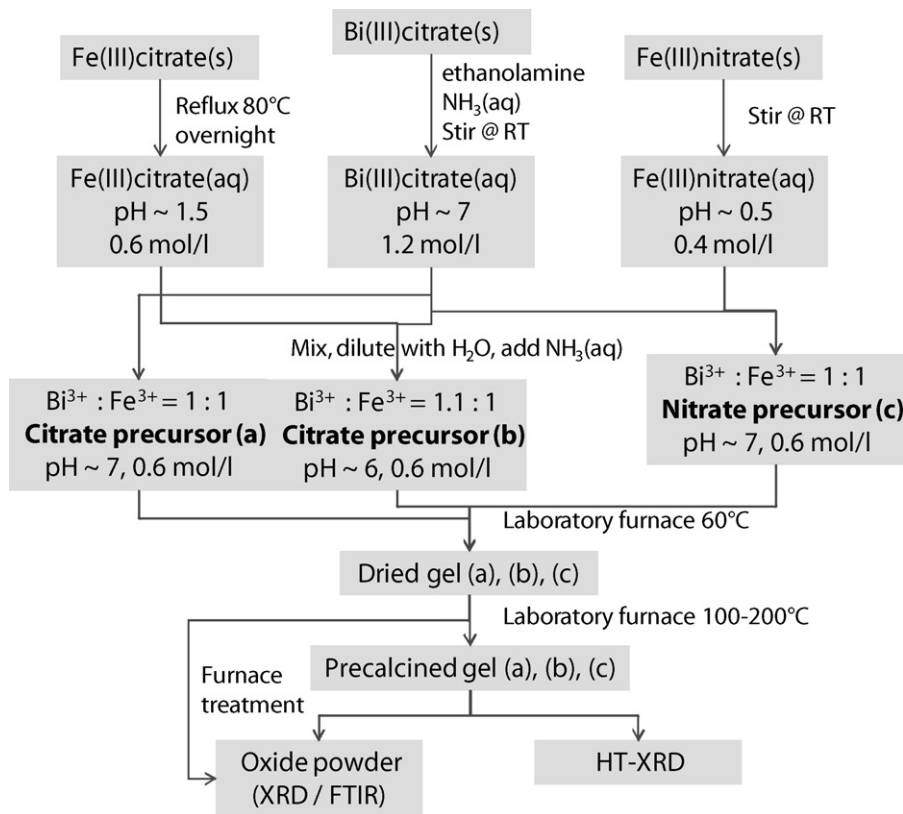 Fe(III)citrate(s)
Bi(III)citrate(s)
Fe(III)nitrate(s)
Reflux 80°C
overnight
ethanolamine
NH₃(aq)
Stir @ RT
Stir @ RT
Fe(III)citrate(aq)
pH ~ 1.5
0.6 mol/l
Bi(III)citrate(aq)
pH ~ 7
1.2 mol/l
Fe(III)nitrate(aq)
pH ~ 0.5
0.4 mol/l
Mix, dilute with H₂O, add NH₃(aq)
Bi³⁺ : Fe³⁺ = 1 : 1
Citrate precursor (a)
pH ~ 7, 0.6 mol/l
Bi³⁺ : Fe³⁺ = 1.1 : 1
Citrate precursor (b)
pH ~ 6, 0.6 mol/l
Bi³⁺ : Fe³⁺ = 1 : 1
Nitrate precursor (c)
pH ~ 7, 0.6 mol/l
Laboratory furnace 60°C
Dried gel (a), (b), (c)
Laboratory furnace 100-200°C
Precalcined gel (a), (b), (c)
Furnace
treatment
Oxide powder
(XRD / FTIR)
HT-XRD